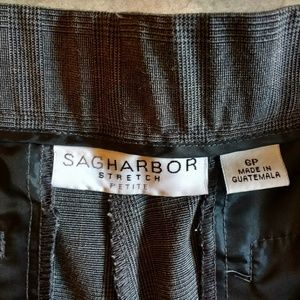 SAGHARBOR
STRETCH
PETITE
6P
MADE IN
GUATEMALA